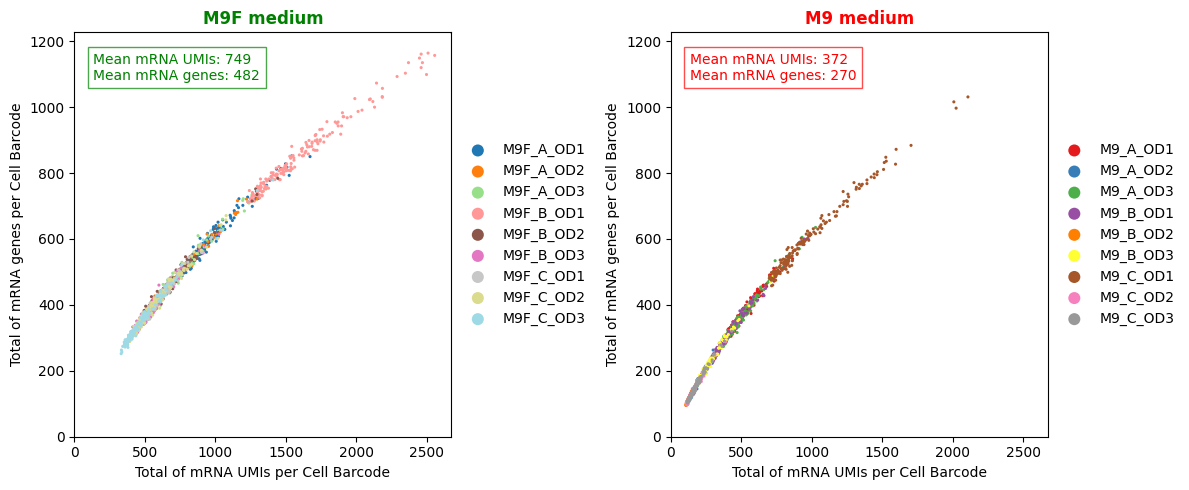 M9F medium
Total of mRNA genes per Cell Barcode
1200
1000
800
600
400
200
0
Mean mRNA UMIs: 749
Mean mRNA genes: 482
0 500 1000 1500 2000 2500
Total of mRNA UMIs per Cell Barcode
M9F_A_OD1
M9F_A_OD2
M9F_A_OD3
M9F_B_OD1
M9F_B_OD2
M9F_B_OD3
M9F_C_OD1
M9F_C_OD2
M9F_C_OD3
M9 medium
Total of mRNA genes per Cell Barcode
1200
1000
800
600
400
200
0
Mean mRNA UMIs: 372
Mean mRNA genes: 270
0 500 1000 1500 2000 2500
Total of mRNA UMIs per Cell Barcode
M9_A_OD1
M9_A_OD2
M9_A_OD3
M9_B_OD1
M9_B_OD2
M9_B_OD3
M9_C_OD1
M9_C_OD2
M9_C_OD3